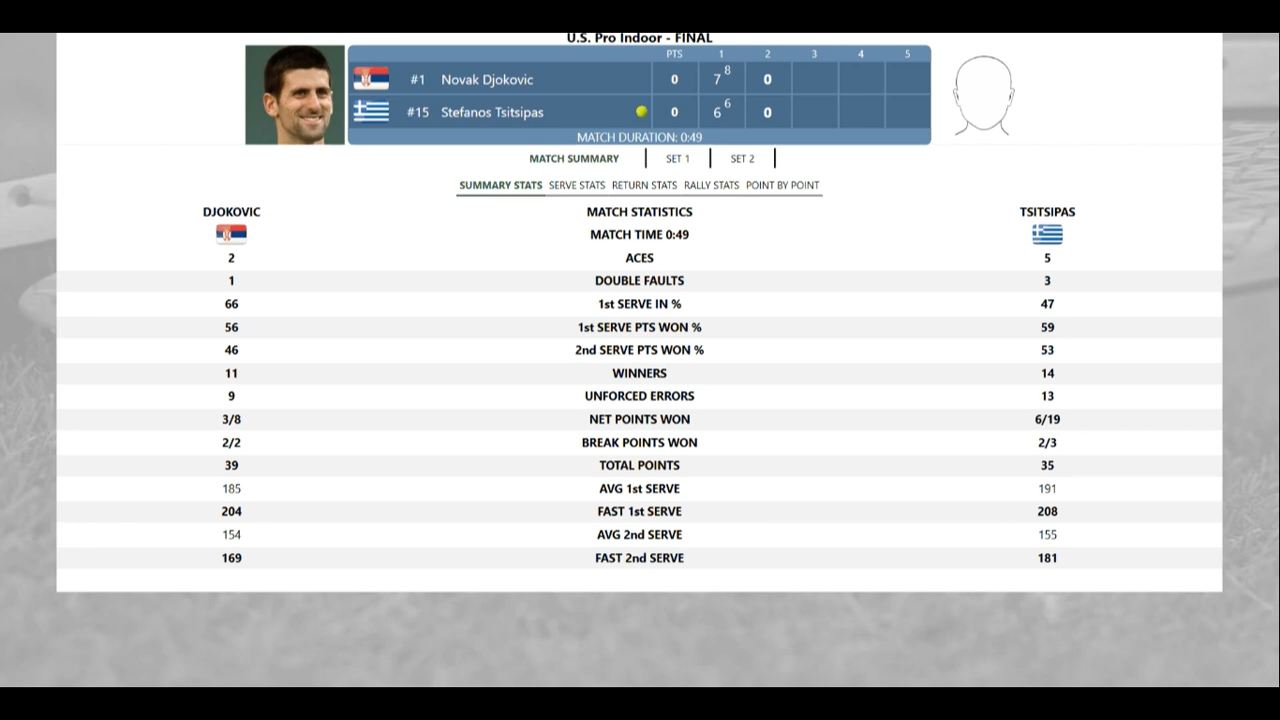 U.S. Pro Indoor - FINAL
PTS 1 2 3 4 5
#1 Novak Djokovic 0 7 8 0
#15 Stefanos Tsitsipas 0 6 6 0
MATCH DURATION: 0:49
MATCH SUMMARY SET 1 SET 2
SUMMARY STATS SERVE STATS RETURN STATS RALLY STATS POINT BY POINT
DJOKOVIC MATCH STATISTICS TSITSIPAS
MATCH TIME 0:49
2 ACES 5
1 DOUBLE FAULTS 3
66 1st SERVE IN % 47
56 1st SERVE PTS WON % 59
46 2nd SERVE PTS WON % 53
11 WINNERS 14
9 UNFORCED ERRORS 13
3/8 NET POINTS WON 6/19
2/2 BREAK POINTS WON 2/3
39 TOTAL POINTS 35
185 AVG 1st SERVE 191
204 FAST 1st SERVE 208
154 AVG 2nd SERVE 155
169 FAST 2nd SERVE 181